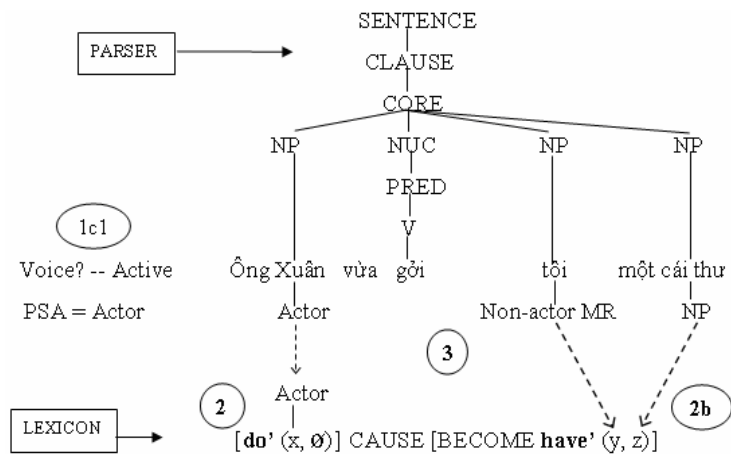 SENTENCE
PARSER
CLAUSE
CORE
NP NUC NP NP
PRED
V
1c1
Voice? -- Active Ông Xuân vừa gởi tôi một cái thư
PSA = Actor Actor Non-actor MR NP
3
Actor
2 2b
LEXICON [do' (x, Ø)] CAUSE [BECOME have' (y, z)]